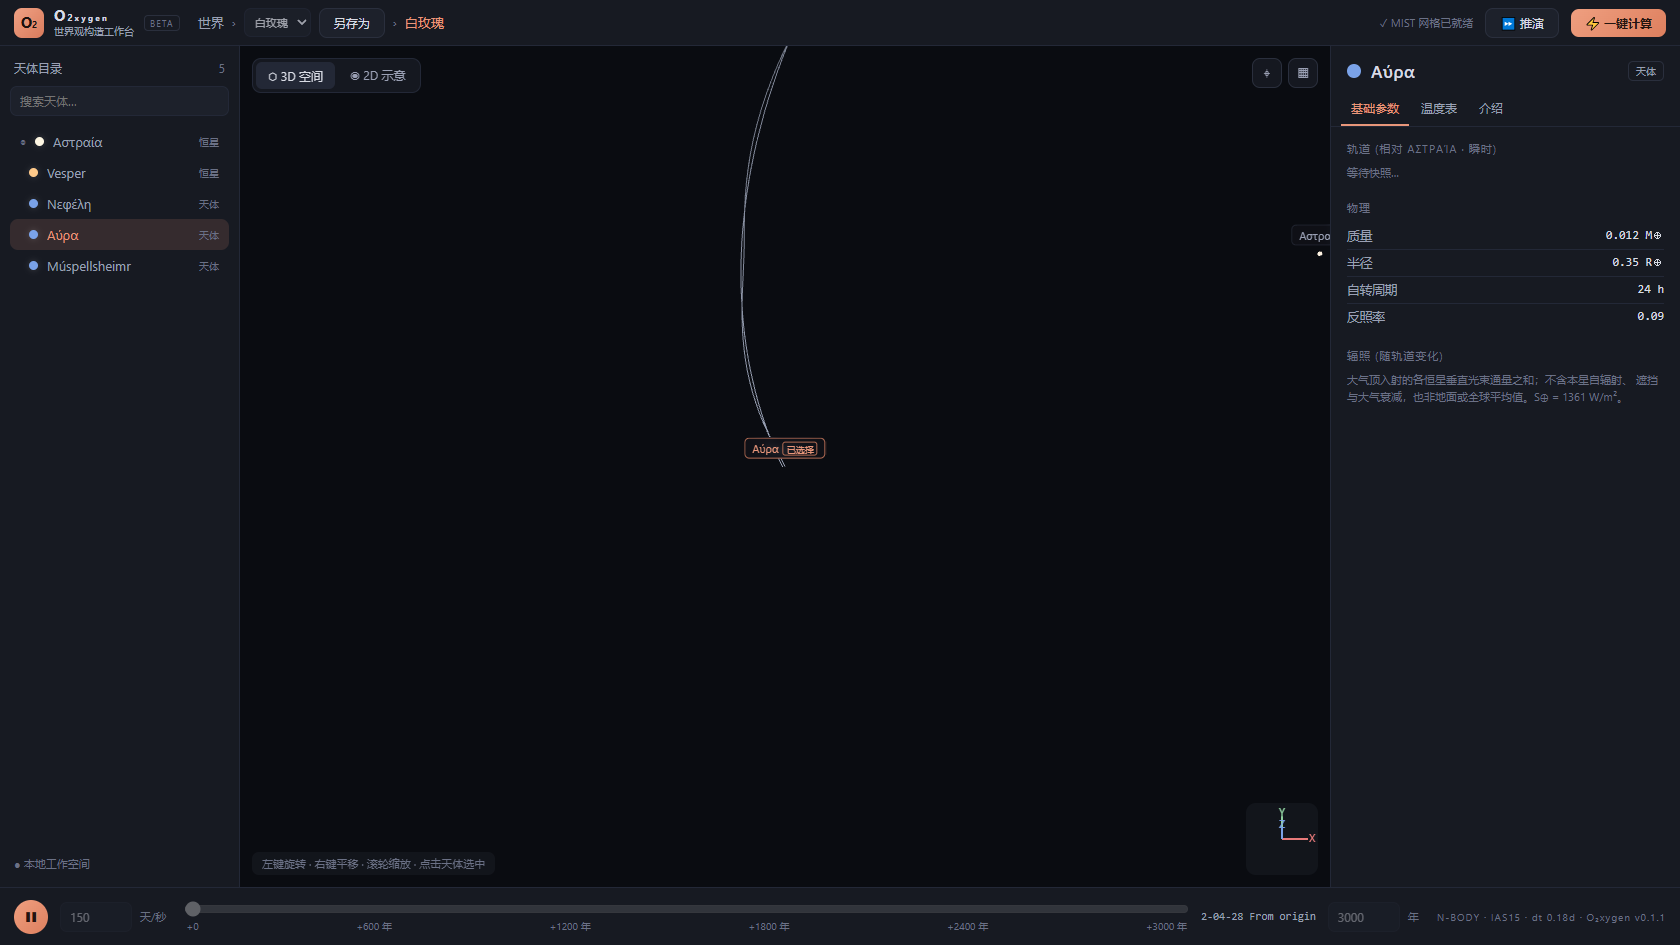 O₂
O₂xygen
世界观构造工作台
BETA
世界 › 白玫瑰 另存为 › 白玫瑰
✓ MIST 网格已就绪
推演
一键计算
天体目录 5
搜索天体...
Αστραία 恒星
Vesper 恒星
Νεφέλη 天体
Αύρα 天体
Múspellsheimr 天体
本地工作空间
3D 空间
2D 示意
Αστρα
Αύρα 已选择
Y
Z
X
左键旋转 · 右键平移 · 滚轮缩放 · 点击天体选中
Αύρα 天体
基础参数 温度表 介绍
轨道 (相对 ΑΣΤΡΑΊΑ · 瞬时)
等待快照...
物理
质量 0.012 M⊕
半径 0.35 R⊕
自转周期 24 h
反照率 0.09
辐照 (随轨道变化)
大气顶入射的各恒星垂直光束通量之和；不含本星自辐射、 遮挡
与大气衰减，也非地面或全球平均值。S⊕ = 1361 W/m²。
150 天/秒
+0 +600 年 +1200 年 +1800 年 +2400 年 +3000 年
2-04-28 From origin
3000 年
N-BODY · IAS15 · dt 0.18d · O₂xygen v0.1.1